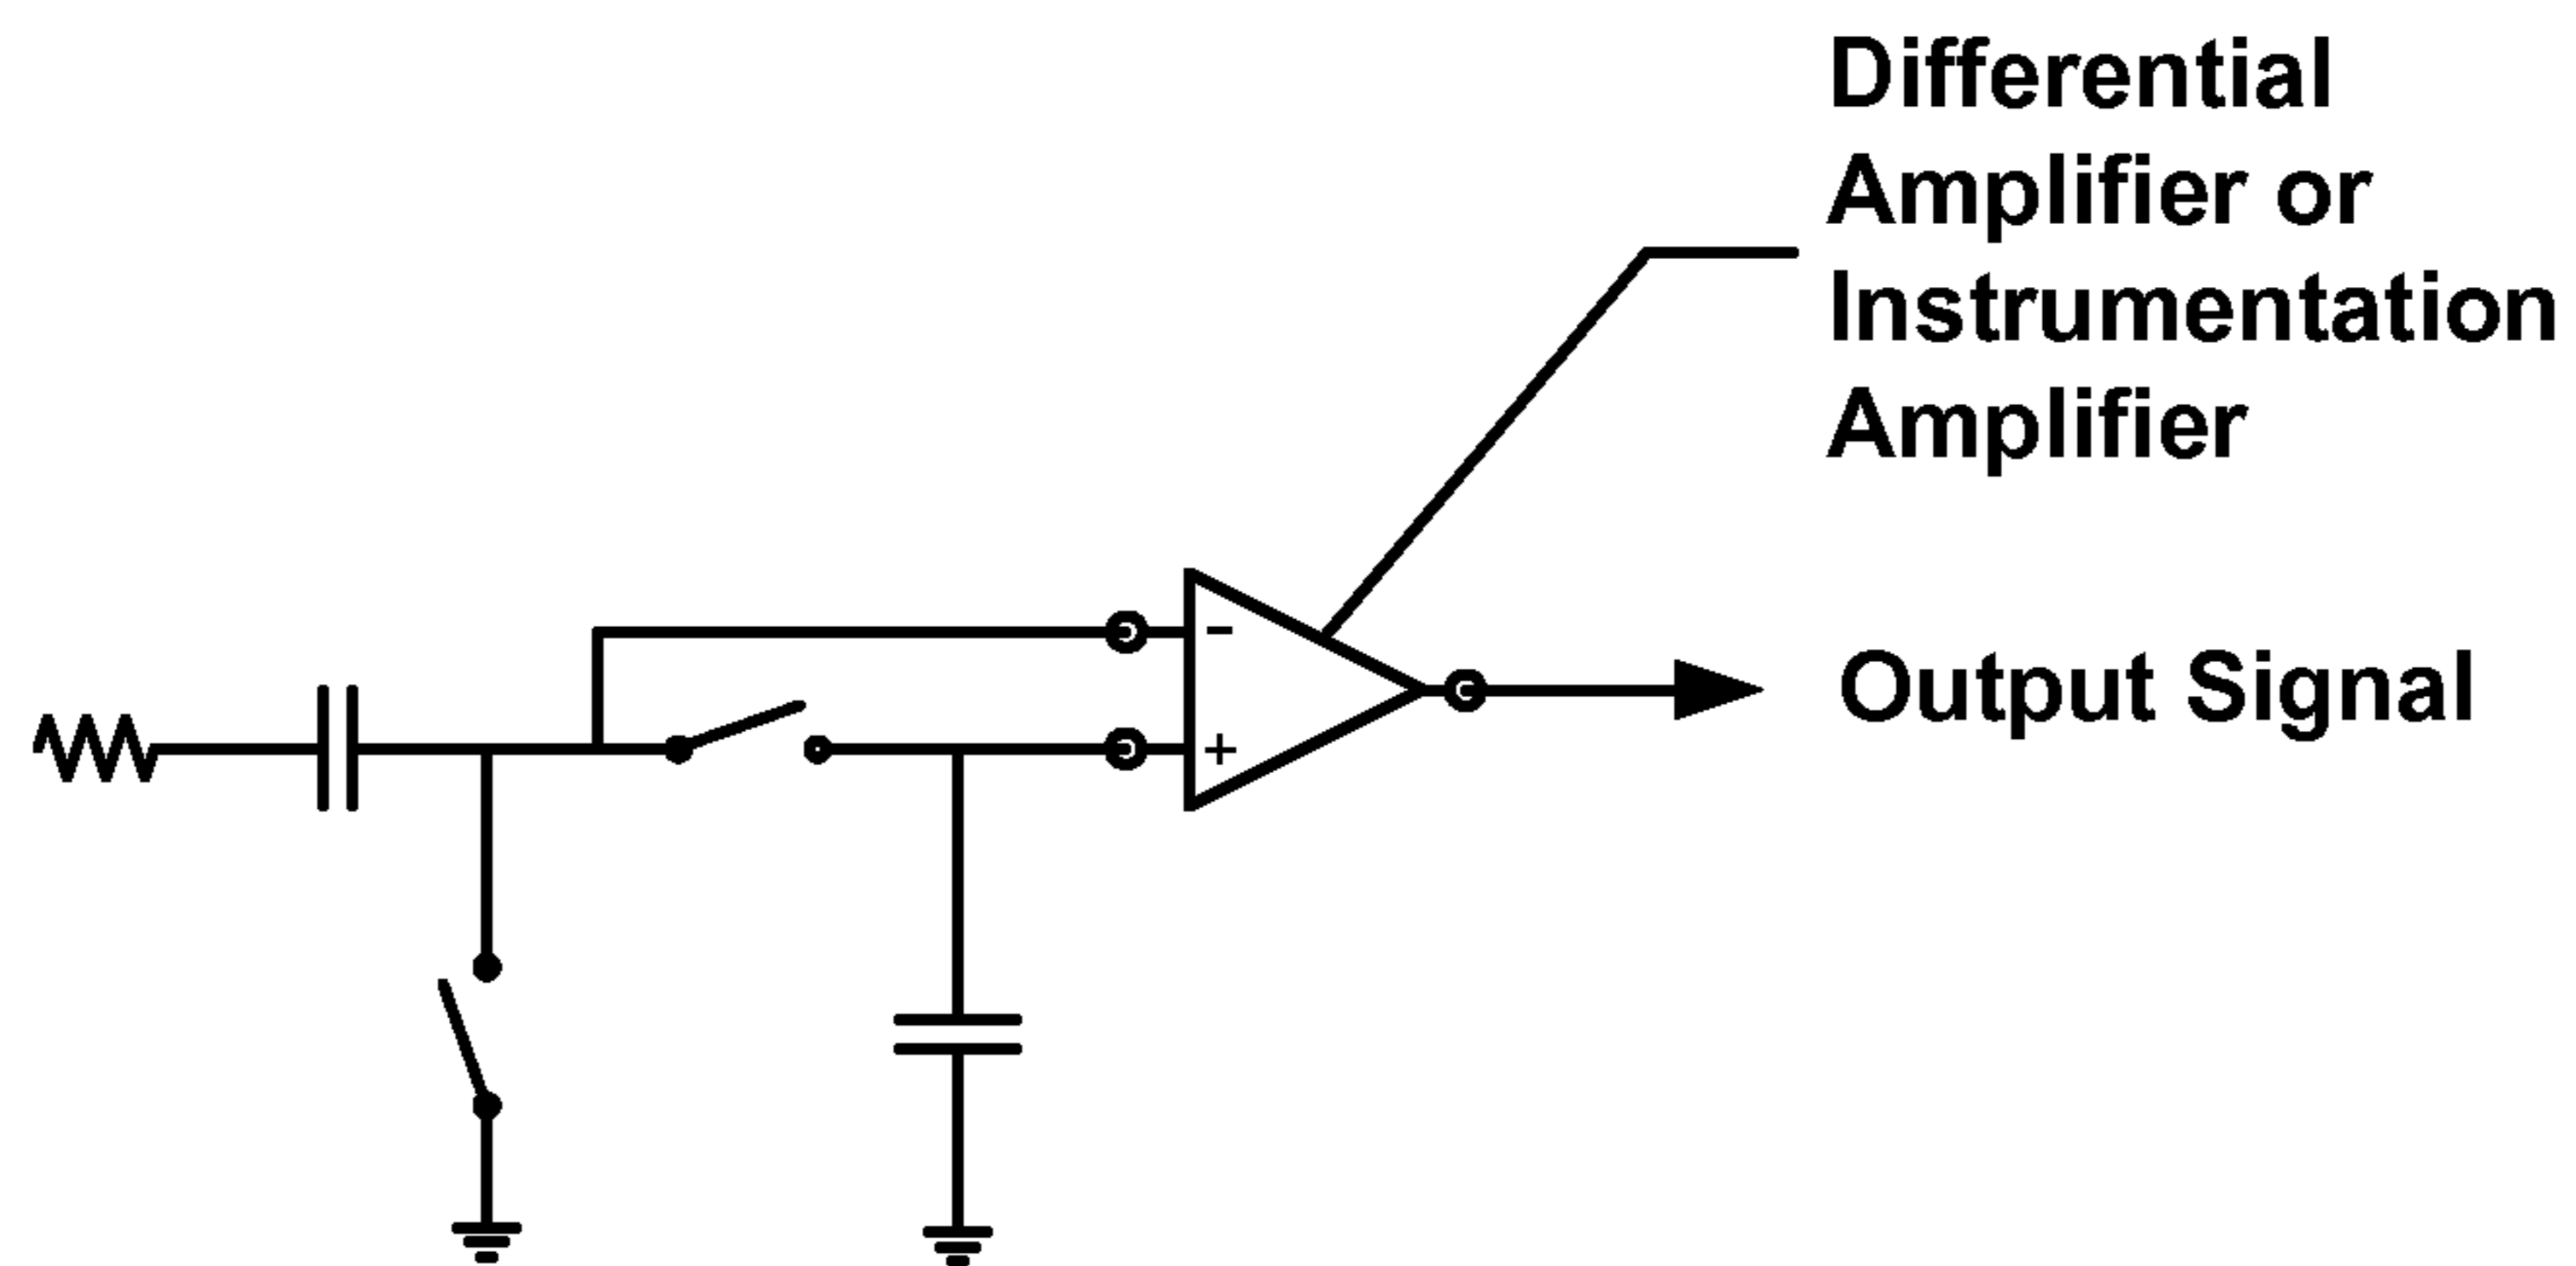 Differential
Amplifier or
Instrumentation
Amplifier
-
+
Output Signal